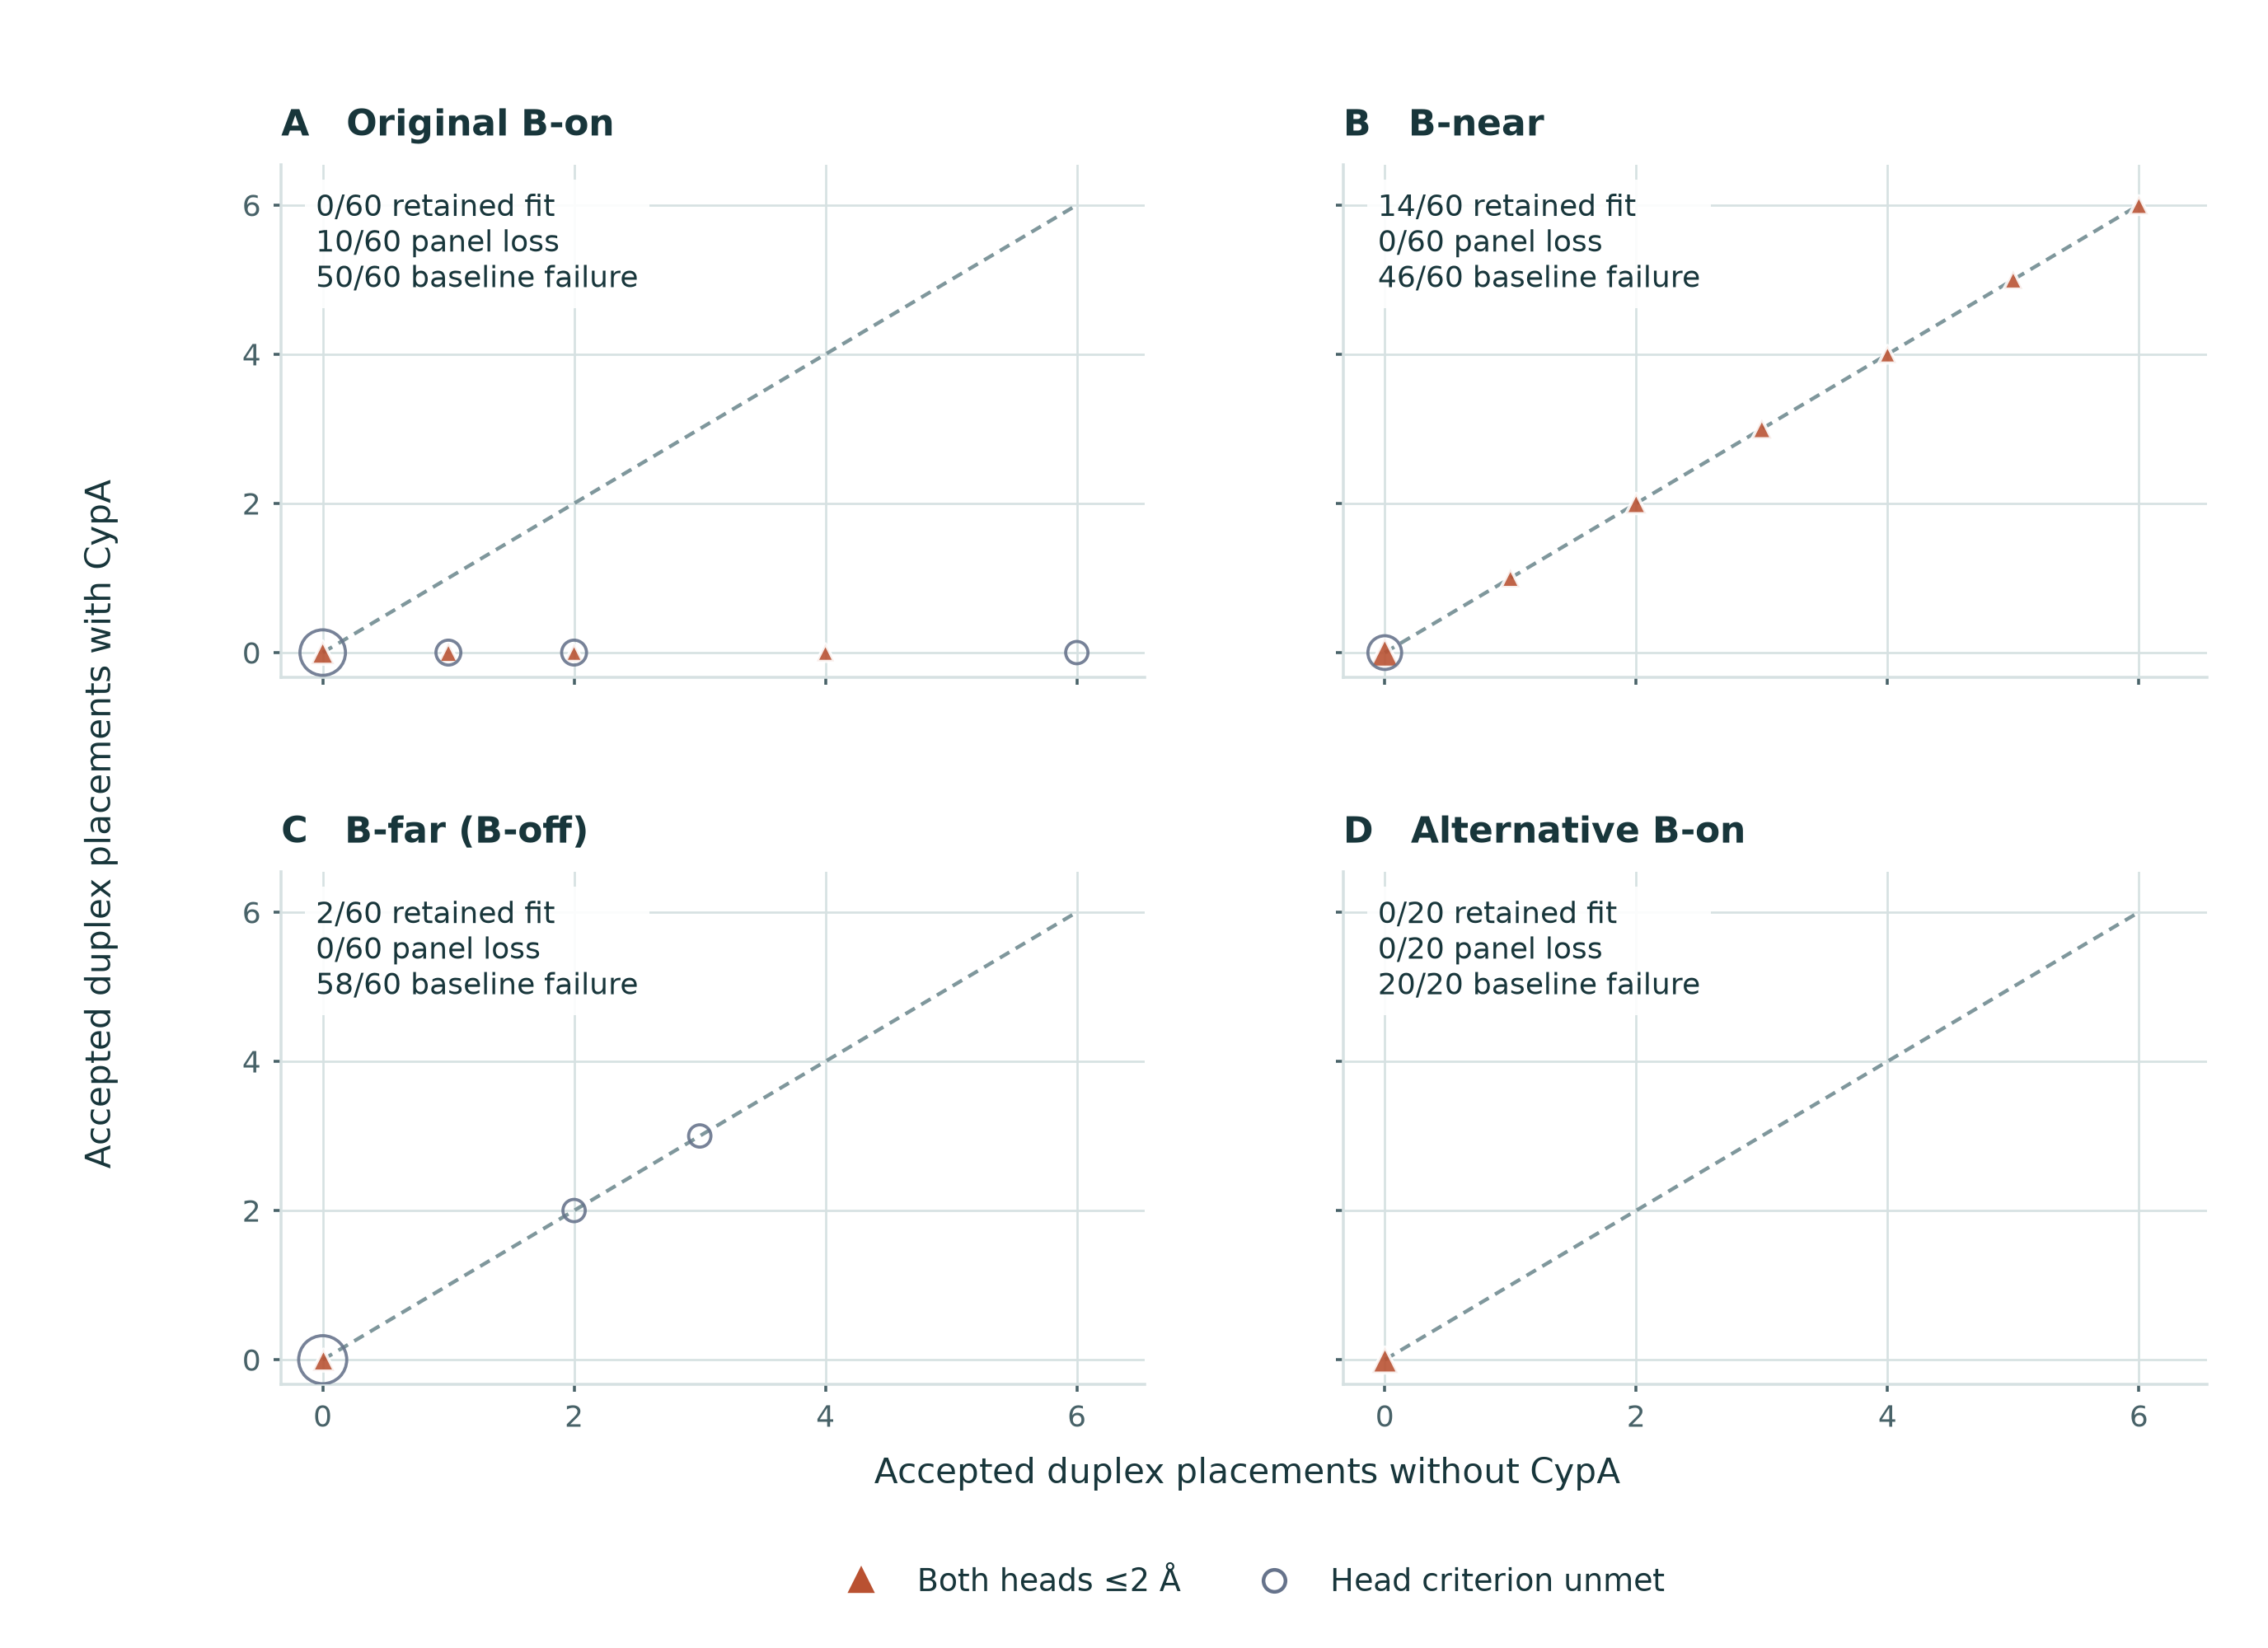 A Original B-on
0/60 retained fit
10/60 panel loss
50/60 baseline failure
6
4
2
0
B B-near
14/60 retained fit
0/60 panel loss
46/60 baseline failure
Accepted duplex placements with CypA
C B-far (B-off)
2/60 retained fit
0/60 panel loss
58/60 baseline failure
6
4
2
0
0 2 4 6
D Alternative B-on
0/20 retained fit
0/20 panel loss
20/20 baseline failure
0 2 4 6
Accepted duplex placements without CypA
Both heads ≤2 Å
Head criterion unmet